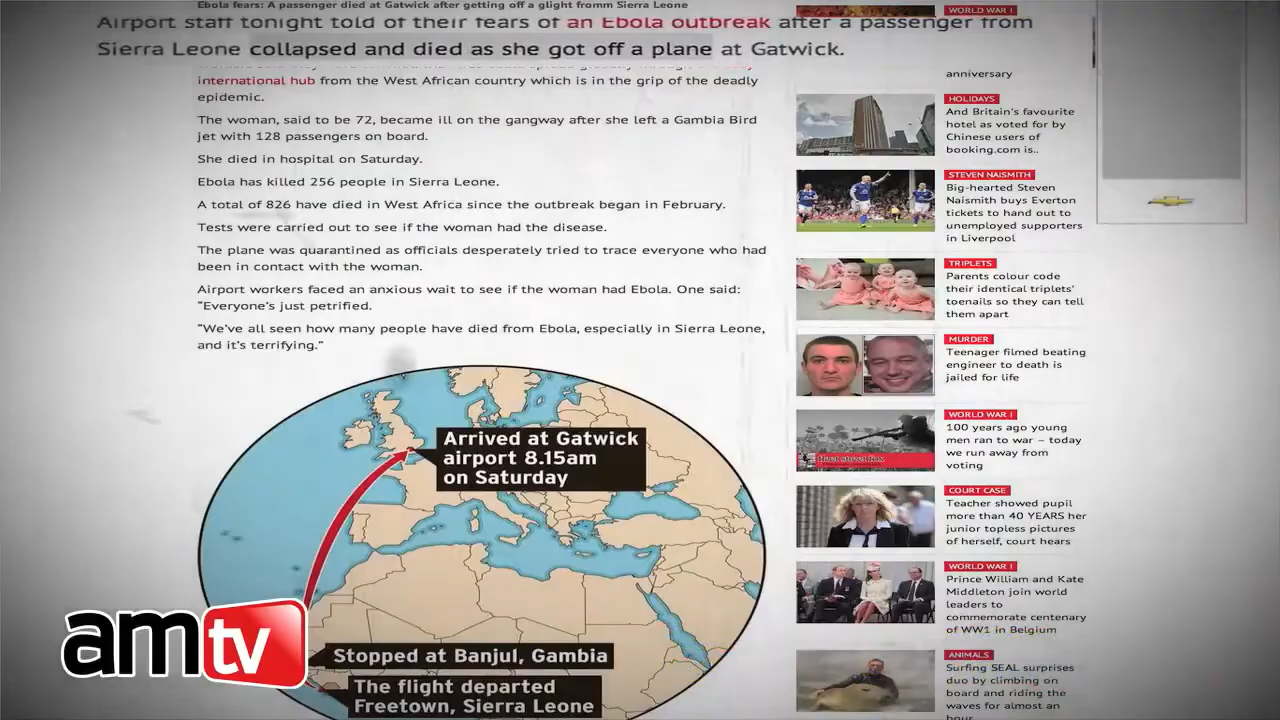 Ebola fears: A passenger died at Gatwick after getting off a glight fromm Sierra Leone
Airport staff tonight told of their fears of an Ebola outbreak after a passenger from
Sierra Leone collapsed and died as she got off a plane at Gatwick.
international hub from the West African country which is in the grip of the deadly
epidemic.
The woman, said to be 72, became ill on the gangway after she left a Gambia Bird
jet with 128 passengers on board.
She died in hospital on Saturday.
Ebola has killed 256 people in Sierra Leone.
A total of 826 have died in West Africa since the outbreak began in February.
Tests were carried out to see if the woman had the disease.
The plane was quarantined as officials desperately tried to trace everyone who had
been in contact with the woman.
Airport workers faced an anxious wait to see if the woman had Ebola. One said:
"Everyone's just petrified.
"We've all seen how many people have died from Ebola, especially in Sierra Leone,
and it's terrifying."
Arrived at Gatwick
airport 8.15am
on Saturday
Stopped at Banjul, Gambia
The flight departed
Freetown, Sierra Leone
amtv
WORLD WAR I
anniversary
HOLIDAYS
And Britain's favourite
hotel as voted for by
Chinese users of
booking.com is..
STEVEN NAISMITH
Big-hearted Steven
Naismith buys Everton
tickets to hand out to
unemployed supporters
in Liverpool
TRIPLETS
Parents colour code
their identical triplets'
toenails so they can tell
them apart
MURDER
Teenager filmed beating
engineer to death is
jailed for life
WORLD WAR I
100 years ago young
men ran to war – today
we run away from
voting
fleet street fox
COURT CASE
Teacher showed pupil
more than 40 YEARS her
junior topless pictures
of herself, court hears
WORLD WAR I
Prince William and Kate
Middleton join world
leaders to
commemorate centenary
of WW1 in Belgium
ANIMALS
Surfing SEAL surprises
duo by climbing on
board and riding the
waves for almost an
hour